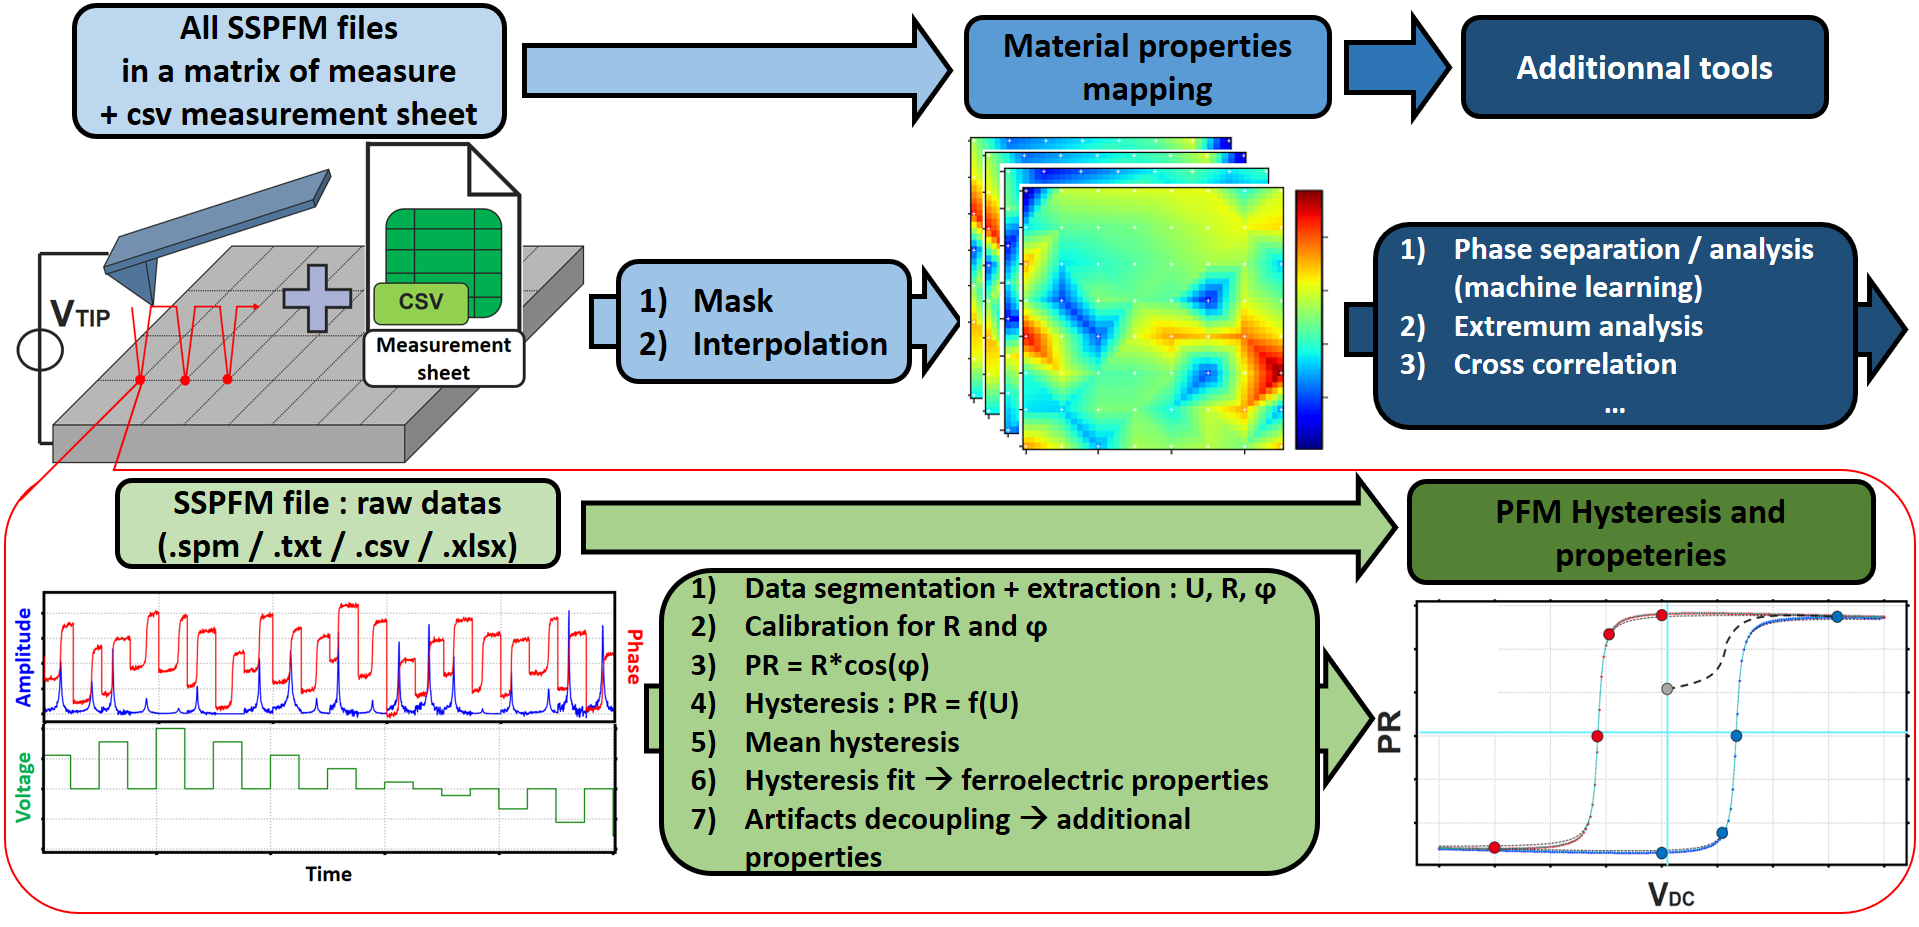 All SSPFM files
in a matrix of measure
+ csv measurement sheet
Material properties
mapping
Additionnal tools
VTIP
CSV
Measurement
sheet
1) Mask
2) Interpolation
1) Phase separation / analysis
(machine learning)
2) Extremum analysis
3) Cross correlation
...
SSPFM file : raw datas
(.spm / .txt / .csv / .xlsx)
PFM Hysteresis and
propeteries
Amplitude
Phase
Voltage
Time
1) Data segmentation + extraction : U, R, φ
2) Calibration for R and φ
3) PR = R*cos(φ)
4) Hysteresis : PR = f(U)
5) Mean hysteresis
6) Hysteresis fit → ferroelectric properties
7) Artifacts decoupling → additional
properties
PR
VDC